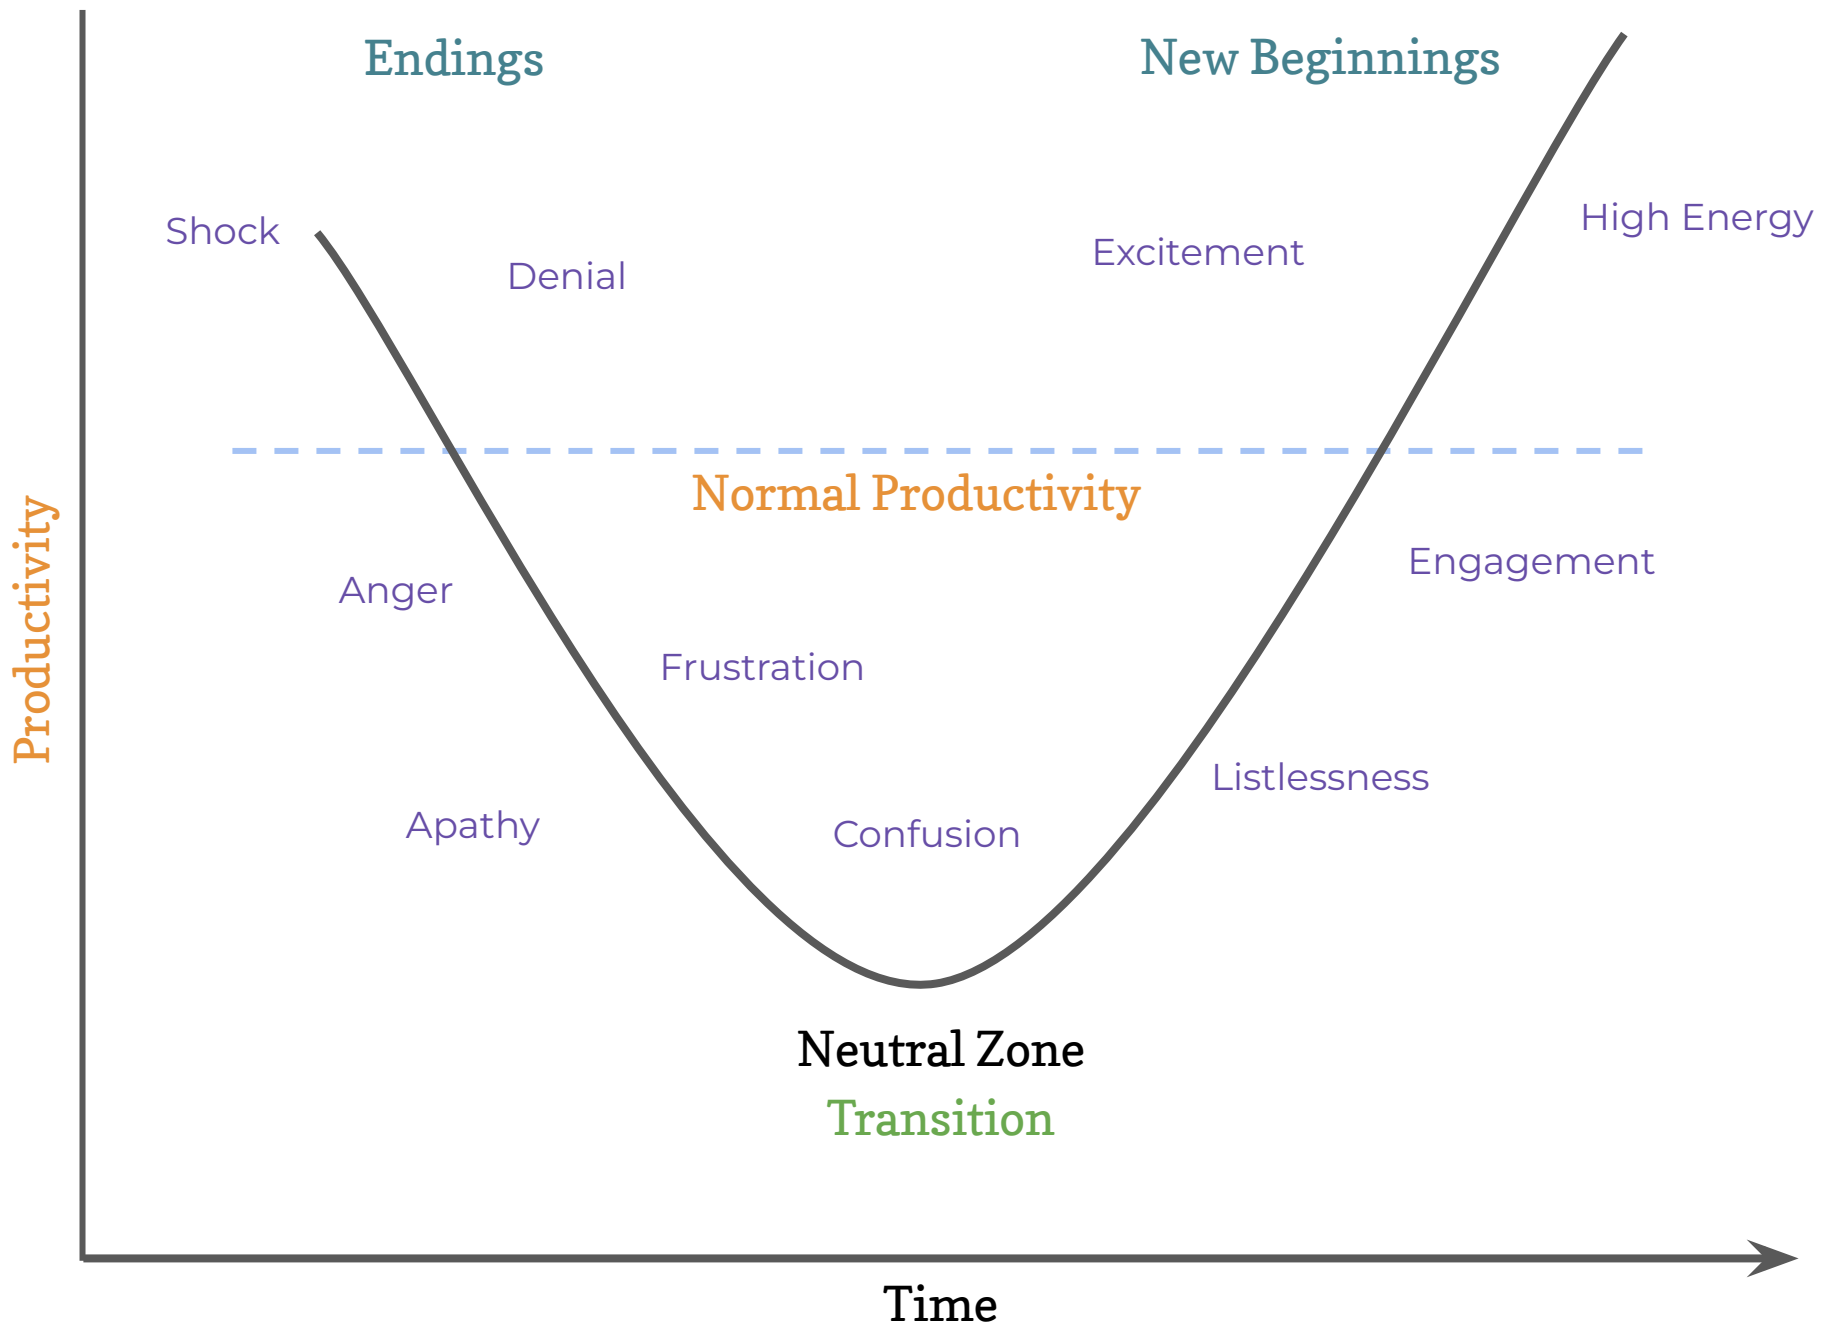 Endings
New Beginnings
Shock
Denial
Excitement
High Energy
Normal Productivity
Productivity
Anger
Engagement
Frustration
Listlessness
Apathy
Confusion
Neutral Zone
Transition
Time